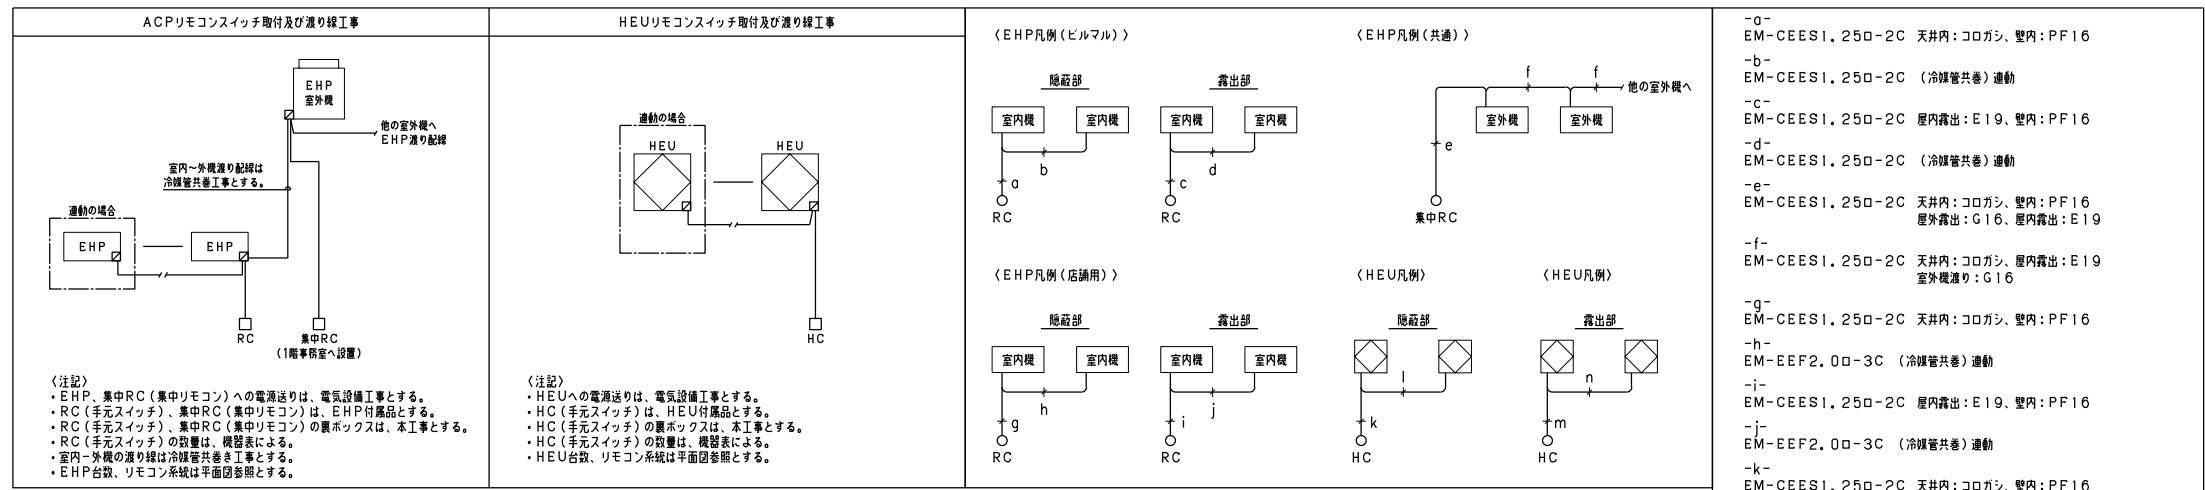 ACPリモコンスイッチ取付及び渡り線工事
EHP
室外機
他の室外機へ
EHP渡り配線
室内～外機渡り配線は
冷媒管共巻工事とする。
連動の場合
EHP
EHP
RC
集中RC
(1階事務室へ設置)
〈注記〉
・EHP、集中RC(集中リモコン)への電源送りは、電気設備工事とする。
・RC(手元スイッチ)、集中RC(集中リモコン)は、EHP付属品とする。
・RC(手元スイッチ)、集中RC(集中リモコン)の裏ボックスは、本工事とする。
・RC(手元スイッチ)の数量は、機器表による。
・室内-外機の渡り線は冷媒管共巻き工事とする。
・EHP台数、リモコン系統は平面図参照とする。
HEUリモコンスイッチ取付及び渡り線工事
連動の場合
HEU
HEU
HC
〈注記〉
・HEUへの電源送りは、電気設備工事とする。
・HC(手元スイッチ)は、HEU付属品とする。
・HC(手元スイッチ)の裏ボックスは、本工事とする。
・HC(手元スイッチ)の数量は、機器表による。
・HEU台数、リモコン系統は平面図参照とする。
〈EHP凡例(ビルマル)〉
隠蔽部
室内機
室内機
b
a
RC
露出部
室内機
室内機
d
c
RC
〈EHP凡例(共通)〉
f
f
他の室外機へ
室外機
室外機
e
集中RC
〈EHP凡例(店舗用)〉
隠蔽部
室内機
室内機
h
g
RC
露出部
室内機
室内機
j
i
RC
〈HEU凡例〉
隠蔽部
l
k
HC
〈HEU凡例〉
露出部
n
m
HC
-a-
EM-CEES1.25□-2C 天井内:コロガシ、壁内:PF16
-b-
EM-CEES1.25□-2C (冷媒管共巻)連動
-c-
EM-CEES1.25□-2C 屋内露出:E19、壁内:PF16
-d-
EM-CEES1.25□-2C (冷媒管共巻)連動
-e-
EM-CEES1.25□-2C 天井内:コロガシ、壁内:PF16
屋外露出:G16、屋内露出:E19
-f-
EM-CEES1.25□-2C 天井内:コロガシ、屋内露出:E19
室外機渡り:G16
-g-
EM-CEES1.25□-2C 天井内:コロガシ、壁内:PF16
-h-
EM-EEF2.0□-3C (冷媒管共巻)連動
-i-
EM-CEES1.25□-2C 屋内露出:E19、壁内:PF16
-j-
EM-EEF2.0□-3C (冷媒管共巻)連動
-k-
EM-CEES1.25□-2C 天井内:コロガシ、壁内:PF16